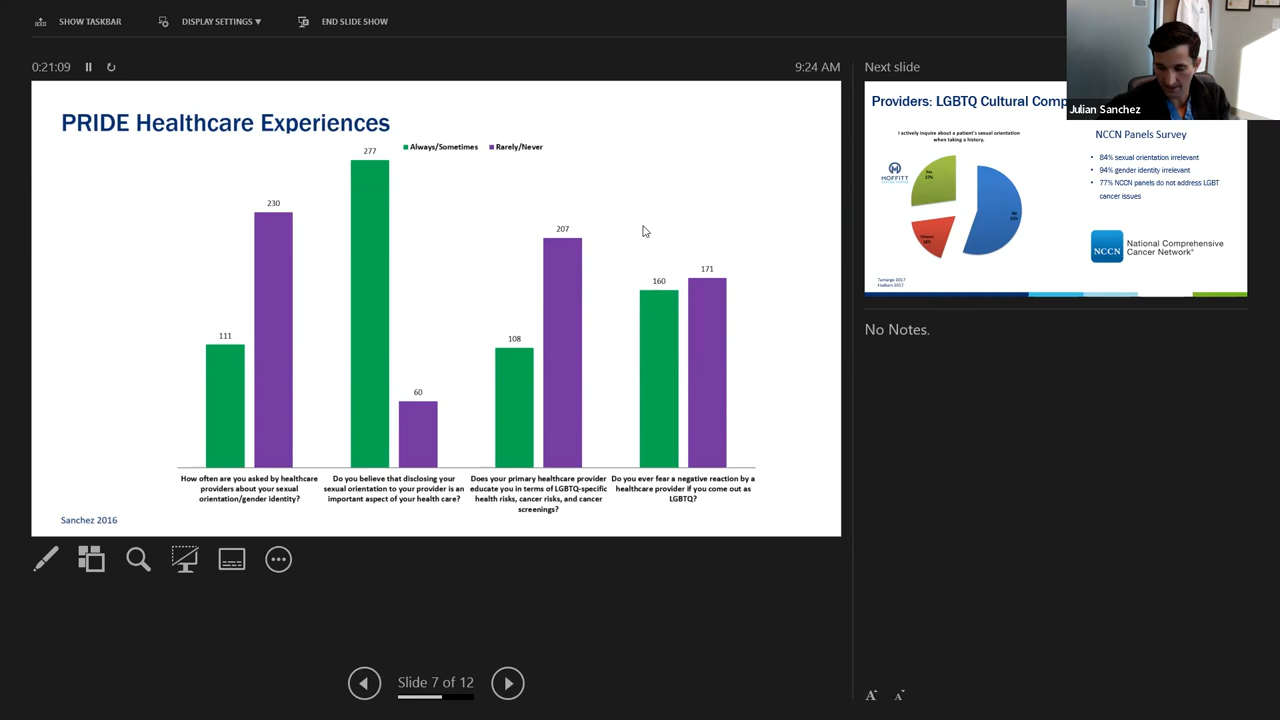 SHOW TASKBAR
DISPLAY SETTINGS ▼
END SLIDE SHOW
0:21:09
9:24 AM
PRIDE Healthcare Experiences
Always/Sometimes
Rarely/Never
111
230
277
60
108
207
160
171
How often are you asked by healthcare
providers about your sexual
orientation/gender identity?
Do you believe that disclosing your
sexual orientation to your provider is an
important aspect of your health care?
Does your primary healthcare provider
educate you in terms of LGBTQ-specific
health risks, cancer risks, and cancer
screenings?
Do you ever fear a negative reaction by a
healthcare provider if you come out as
LGBTQ?
Sanchez 2016
Slide 7 of 12
Next slide
Julian Sanchez
Providers: LGBTQ Cultural Comp
I actively inquire about a patient's sexual orientation
when taking a history.
MOFFITT
Yes
27%
No
NCCN Panels Survey
• 84% sexual orientation irrelevant
• 94% gender identity irrelevant
• 77% NCCN panels do not address LGBT
cancer issues
NCCN
National Comprehensive
Cancer Network®
Tamargo 2017
No Notes.
A
A